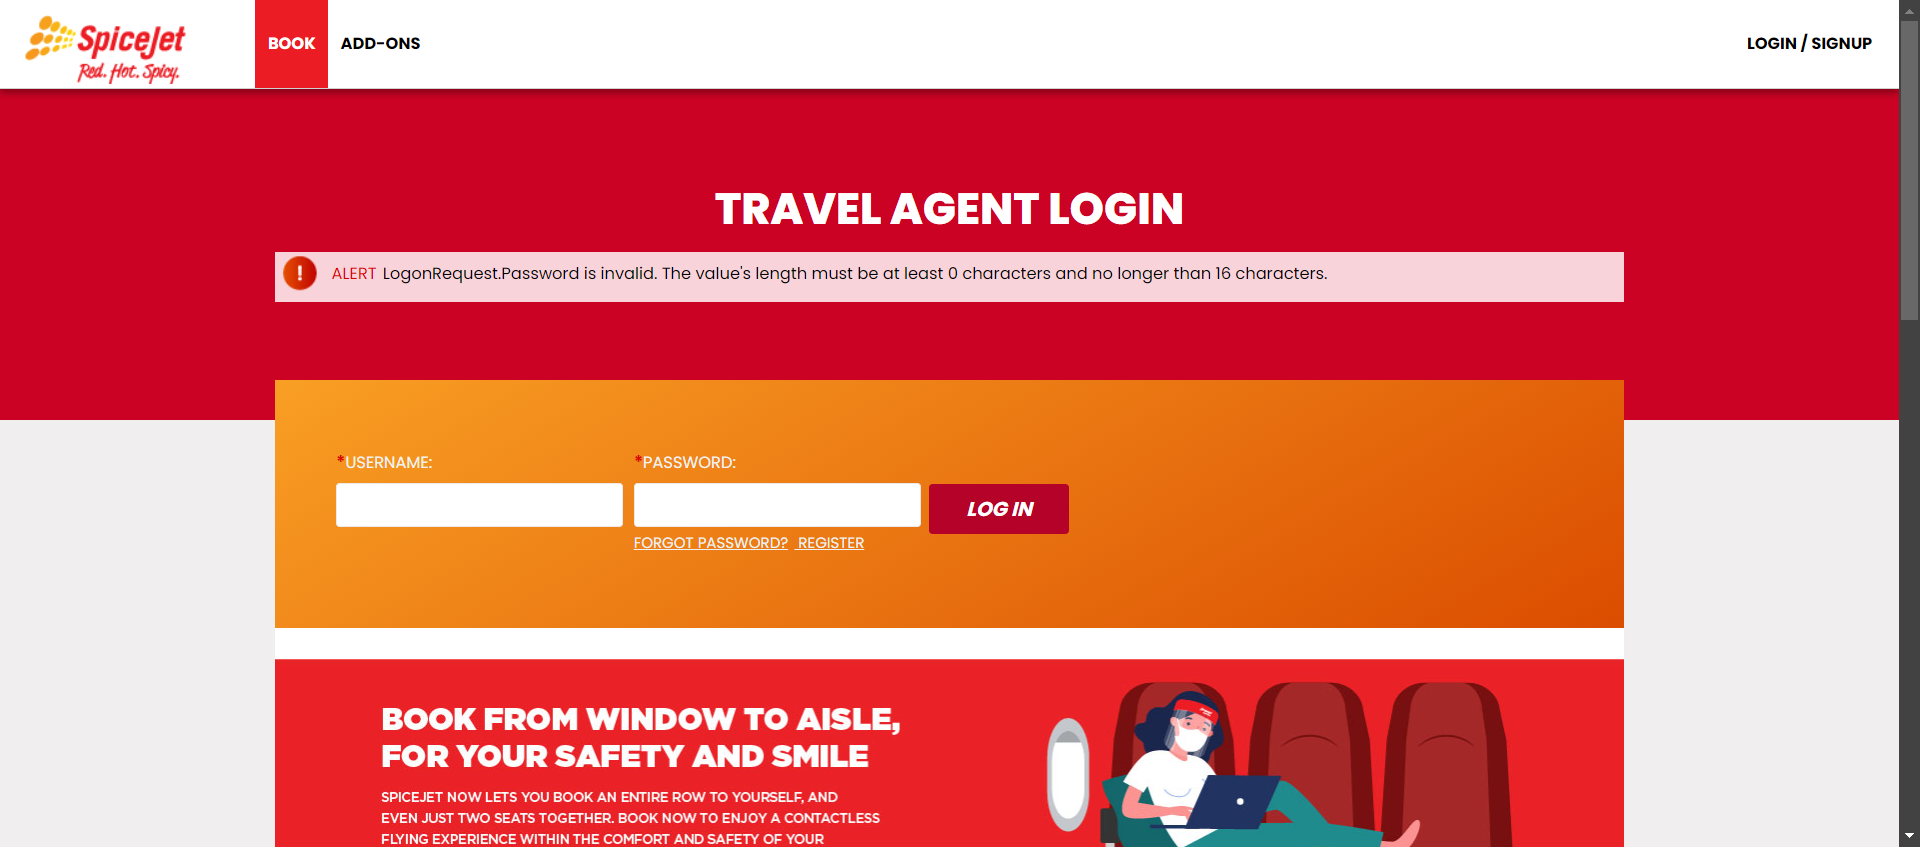 SpiceJet
Red. Hot. Spicy.
BOOK
ADD-ONS
LOGIN / SIGNUP
TRAVEL AGENT LOGIN
! ALERT LogonRequest.Password is invalid. The value's length must be at least 0 characters and no longer than 16 characters.
*USERNAME:
*PASSWORD:
LOG IN
FORGOT PASSWORD? REGISTER
BOOK FROM WINDOW TO AISLE,
FOR YOUR SAFETY AND SMILE
SPICEJET NOW LETS YOU BOOK AN ENTIRE ROW TO YOURSELF, AND
EVEN JUST TWO SEATS TOGETHER. BOOK NOW TO ENJOY A CONTACTLESS
FLYING EXPERIENCE WITHIN THE COMFORT AND SAFETY OF YOUR